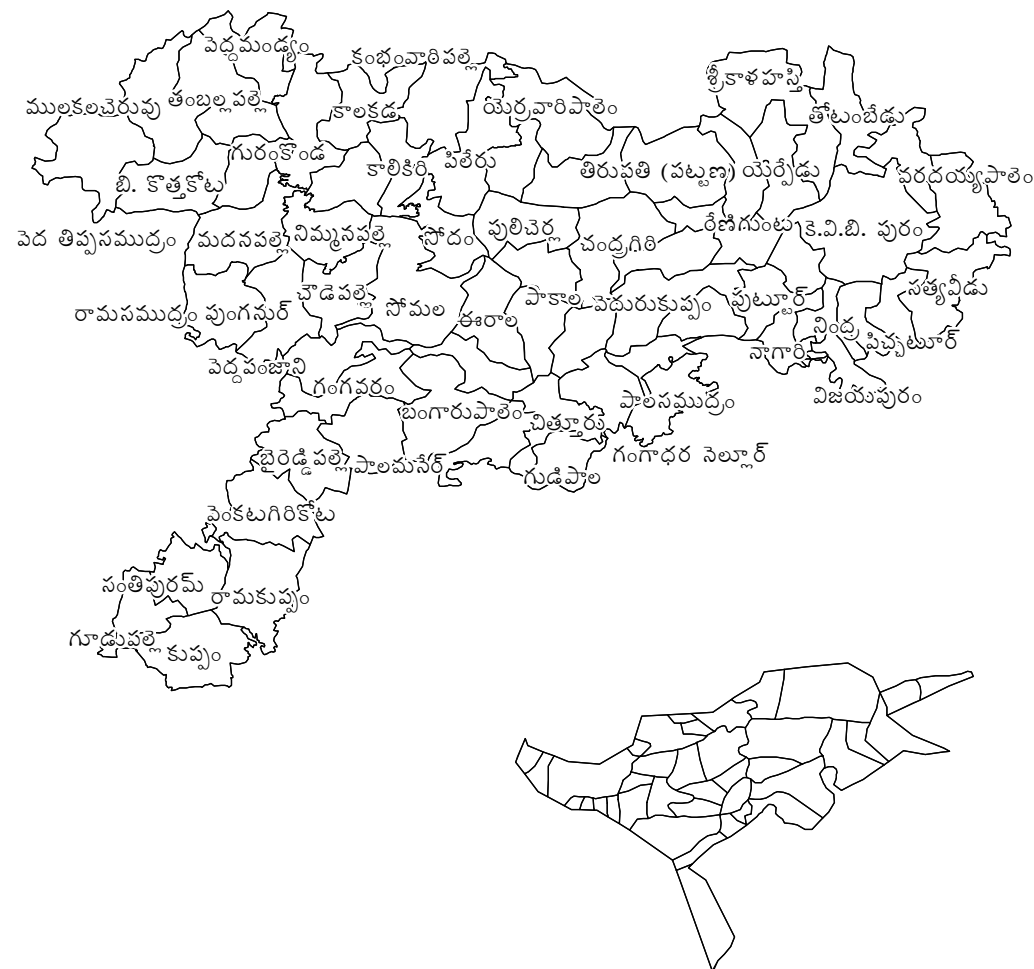 పెద్దమండ్యం
కంభంవారిపల్లె
శ్రీకాళహస్తి
ములకలచెరువు
తంబల్లపల్లె
కాలకడ
యెర్రవారిపాలెం
తోటంబేడు
గురంకొండ
కాలికిరి
పిలేరు
తిరుపతి (పట్టణ)
యేర్పేడు
వరదయ్యపాలెం
బి. కొత్తకోట
పెద తిప్పసముద్రం
మదనపల్లె
నిమ్మనపల్లె
సోదం
పులిచెర్ల
చంద్రగిరి
రేణిగుంట
కె.వి.బి. పురం
సత్యవీడు
రామసముద్రం
పుంగనుర్
చౌడెపల్లె
సోమల
ఈరాల
పాకాల
వెదురుకుప్పం
పుటూర్
నింద్ర
పిచ్చటూర్
నాగారి
విజయపురం
పెద్దపంజాని
గంగవరం
బంగారుపాలెం
చిత్తూరు
పాలసముద్రం
గంగాధర నెల్లూర్
బైరెడ్డిపల్లె
పాలమనేర్
గుడిపాల
వెంకటగిరికోట
సంతిపురమ్
రామకుప్పం
గూడుపల్లె
కుప్పం